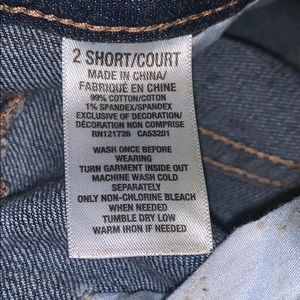 2 SHORT/COURT
MADE IN CHINA/
FABRIQUÉ EN CHINE
99% COTTON/COTON
1% SPANDEX/SPANDEX
EXCLUSIVE OF DECORATION/
DÉCORATION NON COMPRISE
RN121726 CA53201
WASH ONCE BEFORE
WEARING
TURN GARMENT INSIDE OUT
MACHINE WASH COLD
SEPARATELY
ONLY NON-CHLORINE BLEACH
WHEN NEEDED
TUMBLE DRY LOW
WARM IRON IF NEEDED